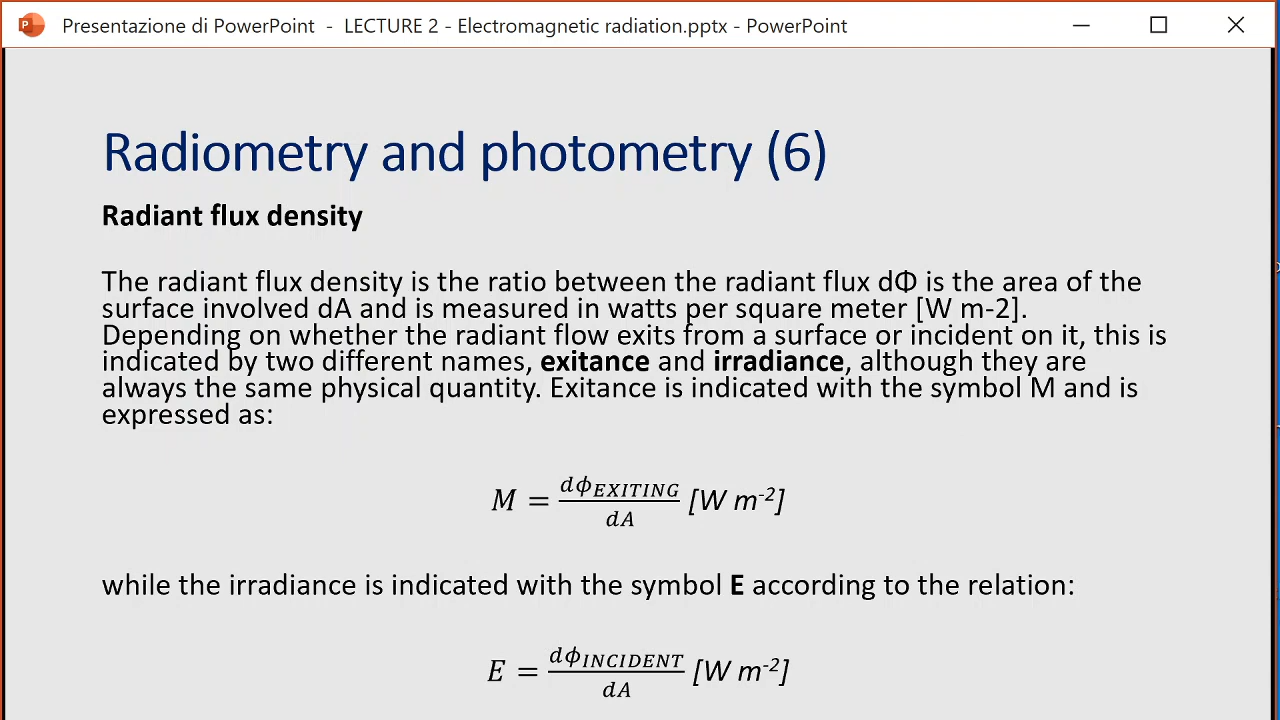 Presentazione di PowerPoint - LECTURE 2 - Electromagnetic radiation.pptx - PowerPoint
Radiometry and photometry (6)
Radiant flux density
The radiant flux density is the ratio between the radiant flux dΦ is the area of the
surface involved dA and is measured in watts per square meter [W m-2].
Depending on whether the radiant flow exits from a surface or incident on it, this is
indicated by two different names, exitance and irradiance, although they are
always the same physical quantity. Exitance is indicated with the symbol M and is
expressed as:
M = dϕEXITING / dA [W m-2]
while the irradiance is indicated with the symbol E according to the relation:
E = dϕINCIDENT / dA [W m-2]